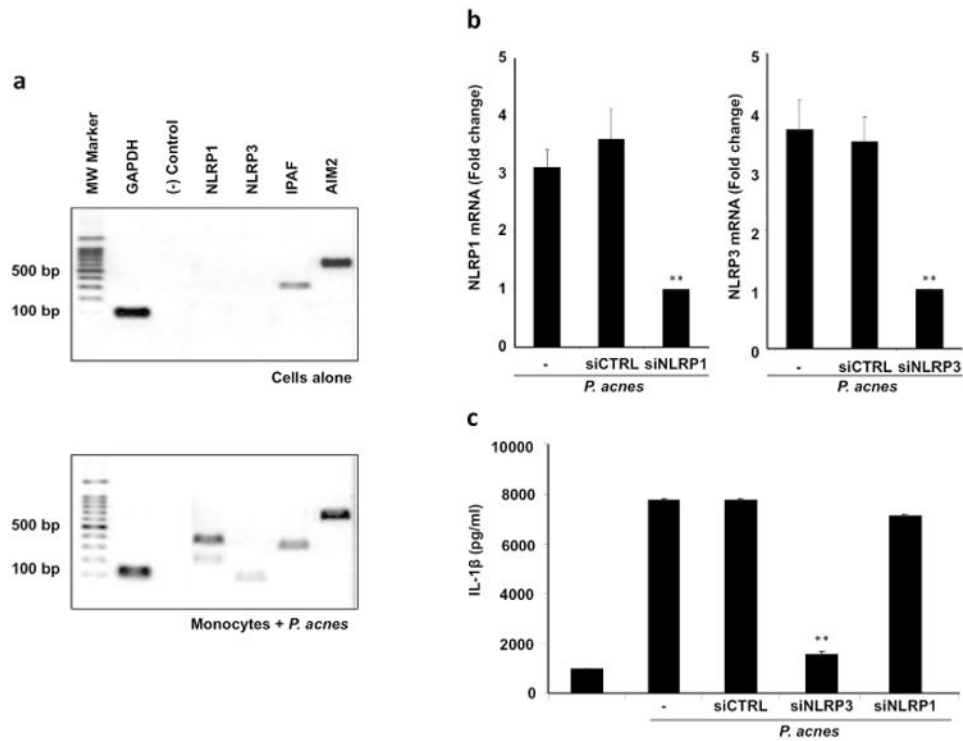 a
MW Marker
GAPDH
(-) Control
NLRP1
NLRP3
IPAF
AIM2
500 bp
100 bp
Cells alone
500 bp
100 bp
Monocytes + P. acnes
b
NLRP1 mRNA (Fold change)
5
4
3
2
1
0
**
- siCTRL siNLRP1
P. acnes
NLRP3 mRNA (Fold change)
5
4
3
2
1
0
**
- siCTRL siNLRP3
P. acnes
c
IL-1β (pg/ml)
10000
8000
6000
4000
2000
0
**
- siCTRL siNLRP3 siNLRP1
P. acnes